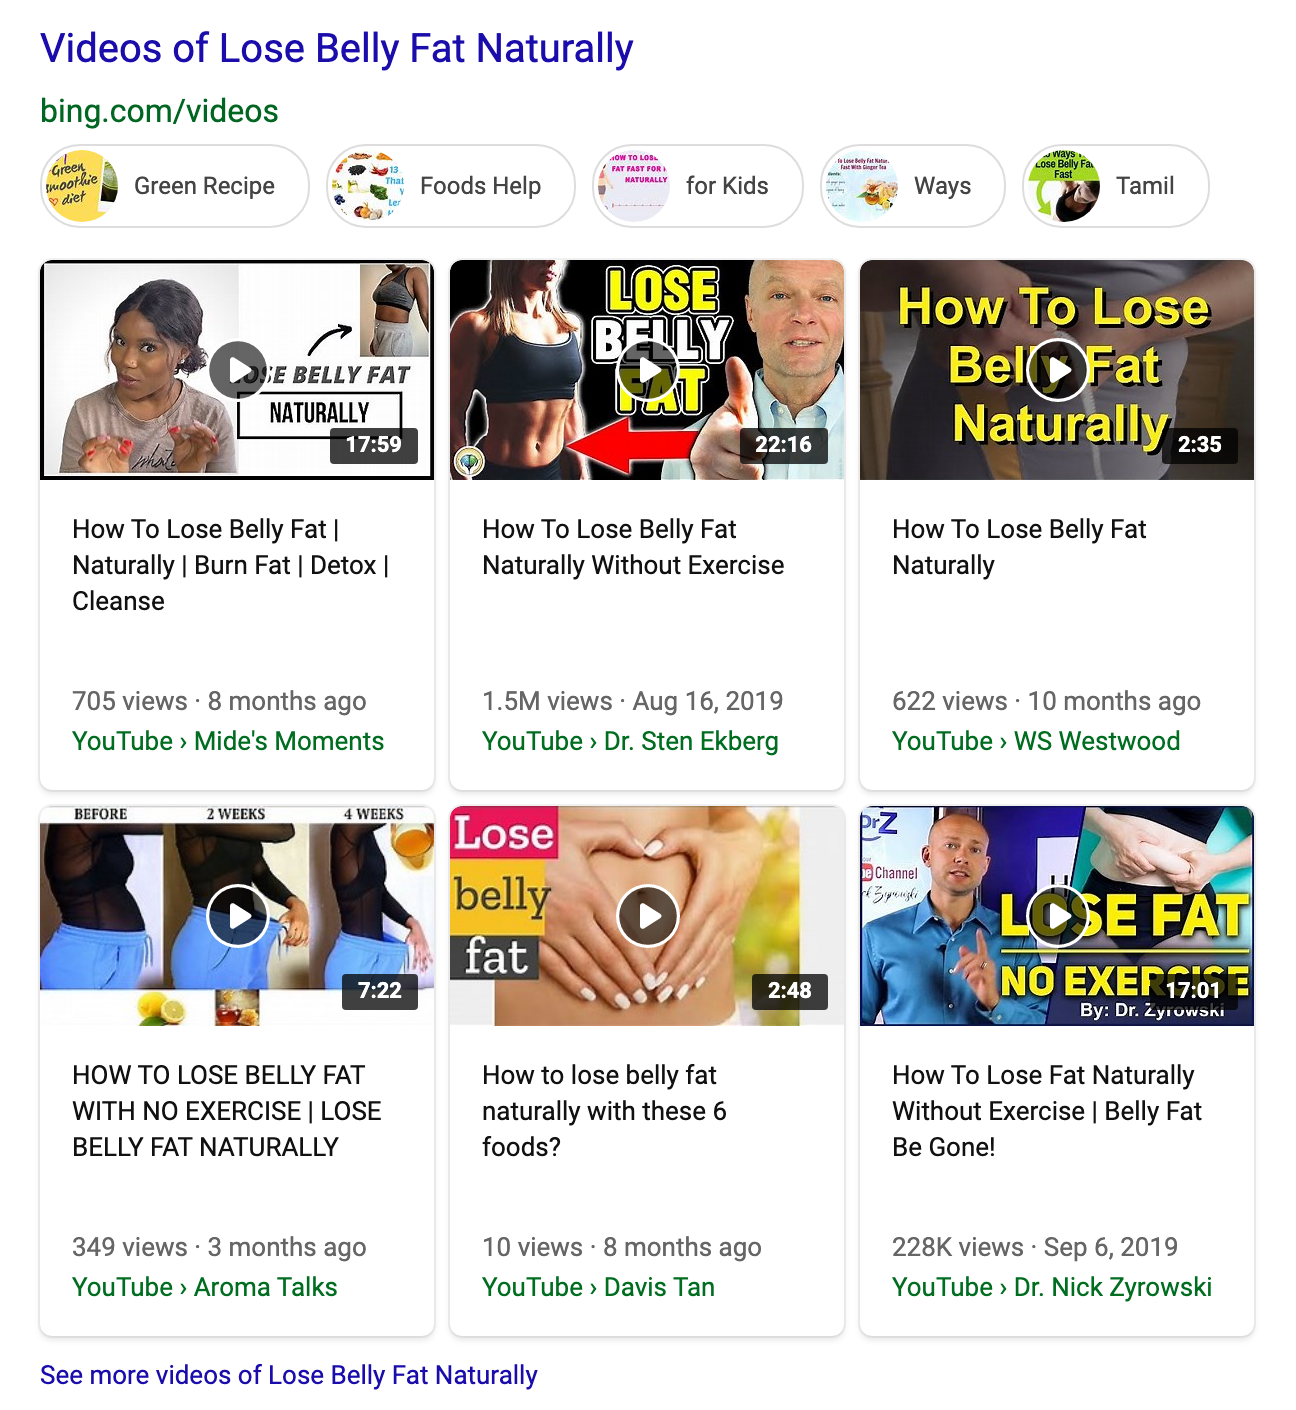 Videos of Lose Belly Fat Naturally
bing.com/videos
Green
smoothie
diet
Green Recipe
13
That
Foods Help
HOW TO LOSE
FAT FAST FOR
NATURALLY
for Kids
To Lose Belly Fat Natur
Fast With Ginger Tea
Ways
Ways
Lose Belly Fat
Fast
Tamil
LOSE BELLY FAT
NATURALLY
17:59
LOSE
BELLY
FAT
22:16
How To Lose
Belly Fat
Naturally
2:35
How To Lose Belly Fat |
Naturally | Burn Fat | Detox |
Cleanse
705 views · 8 months ago
YouTube › Mide's Moments
How To Lose Belly Fat
Naturally Without Exercise
1.5M views · Aug 16, 2019
YouTube › Dr. Sten Ekberg
How To Lose Belly Fat
Naturally
622 views · 10 months ago
YouTube › WS Westwood
BEFORE 2 WEEKS 4 WEEKS
7:22
Lose
belly
fat
2:48
DrZ
Channel
LOSE FAT
NO EXERCISE
17:01
By: Dr. Zyrowski
HOW TO LOSE BELLY FAT
WITH NO EXERCISE | LOSE
BELLY FAT NATURALLY
349 views · 3 months ago
YouTube › Aroma Talks
How to lose belly fat
naturally with these 6
foods?
10 views · 8 months ago
YouTube › Davis Tan
How To Lose Fat Naturally
Without Exercise | Belly Fat
Be Gone!
228K views · Sep 6, 2019
YouTube › Dr. Nick Zyrowski
See more videos of Lose Belly Fat Naturally